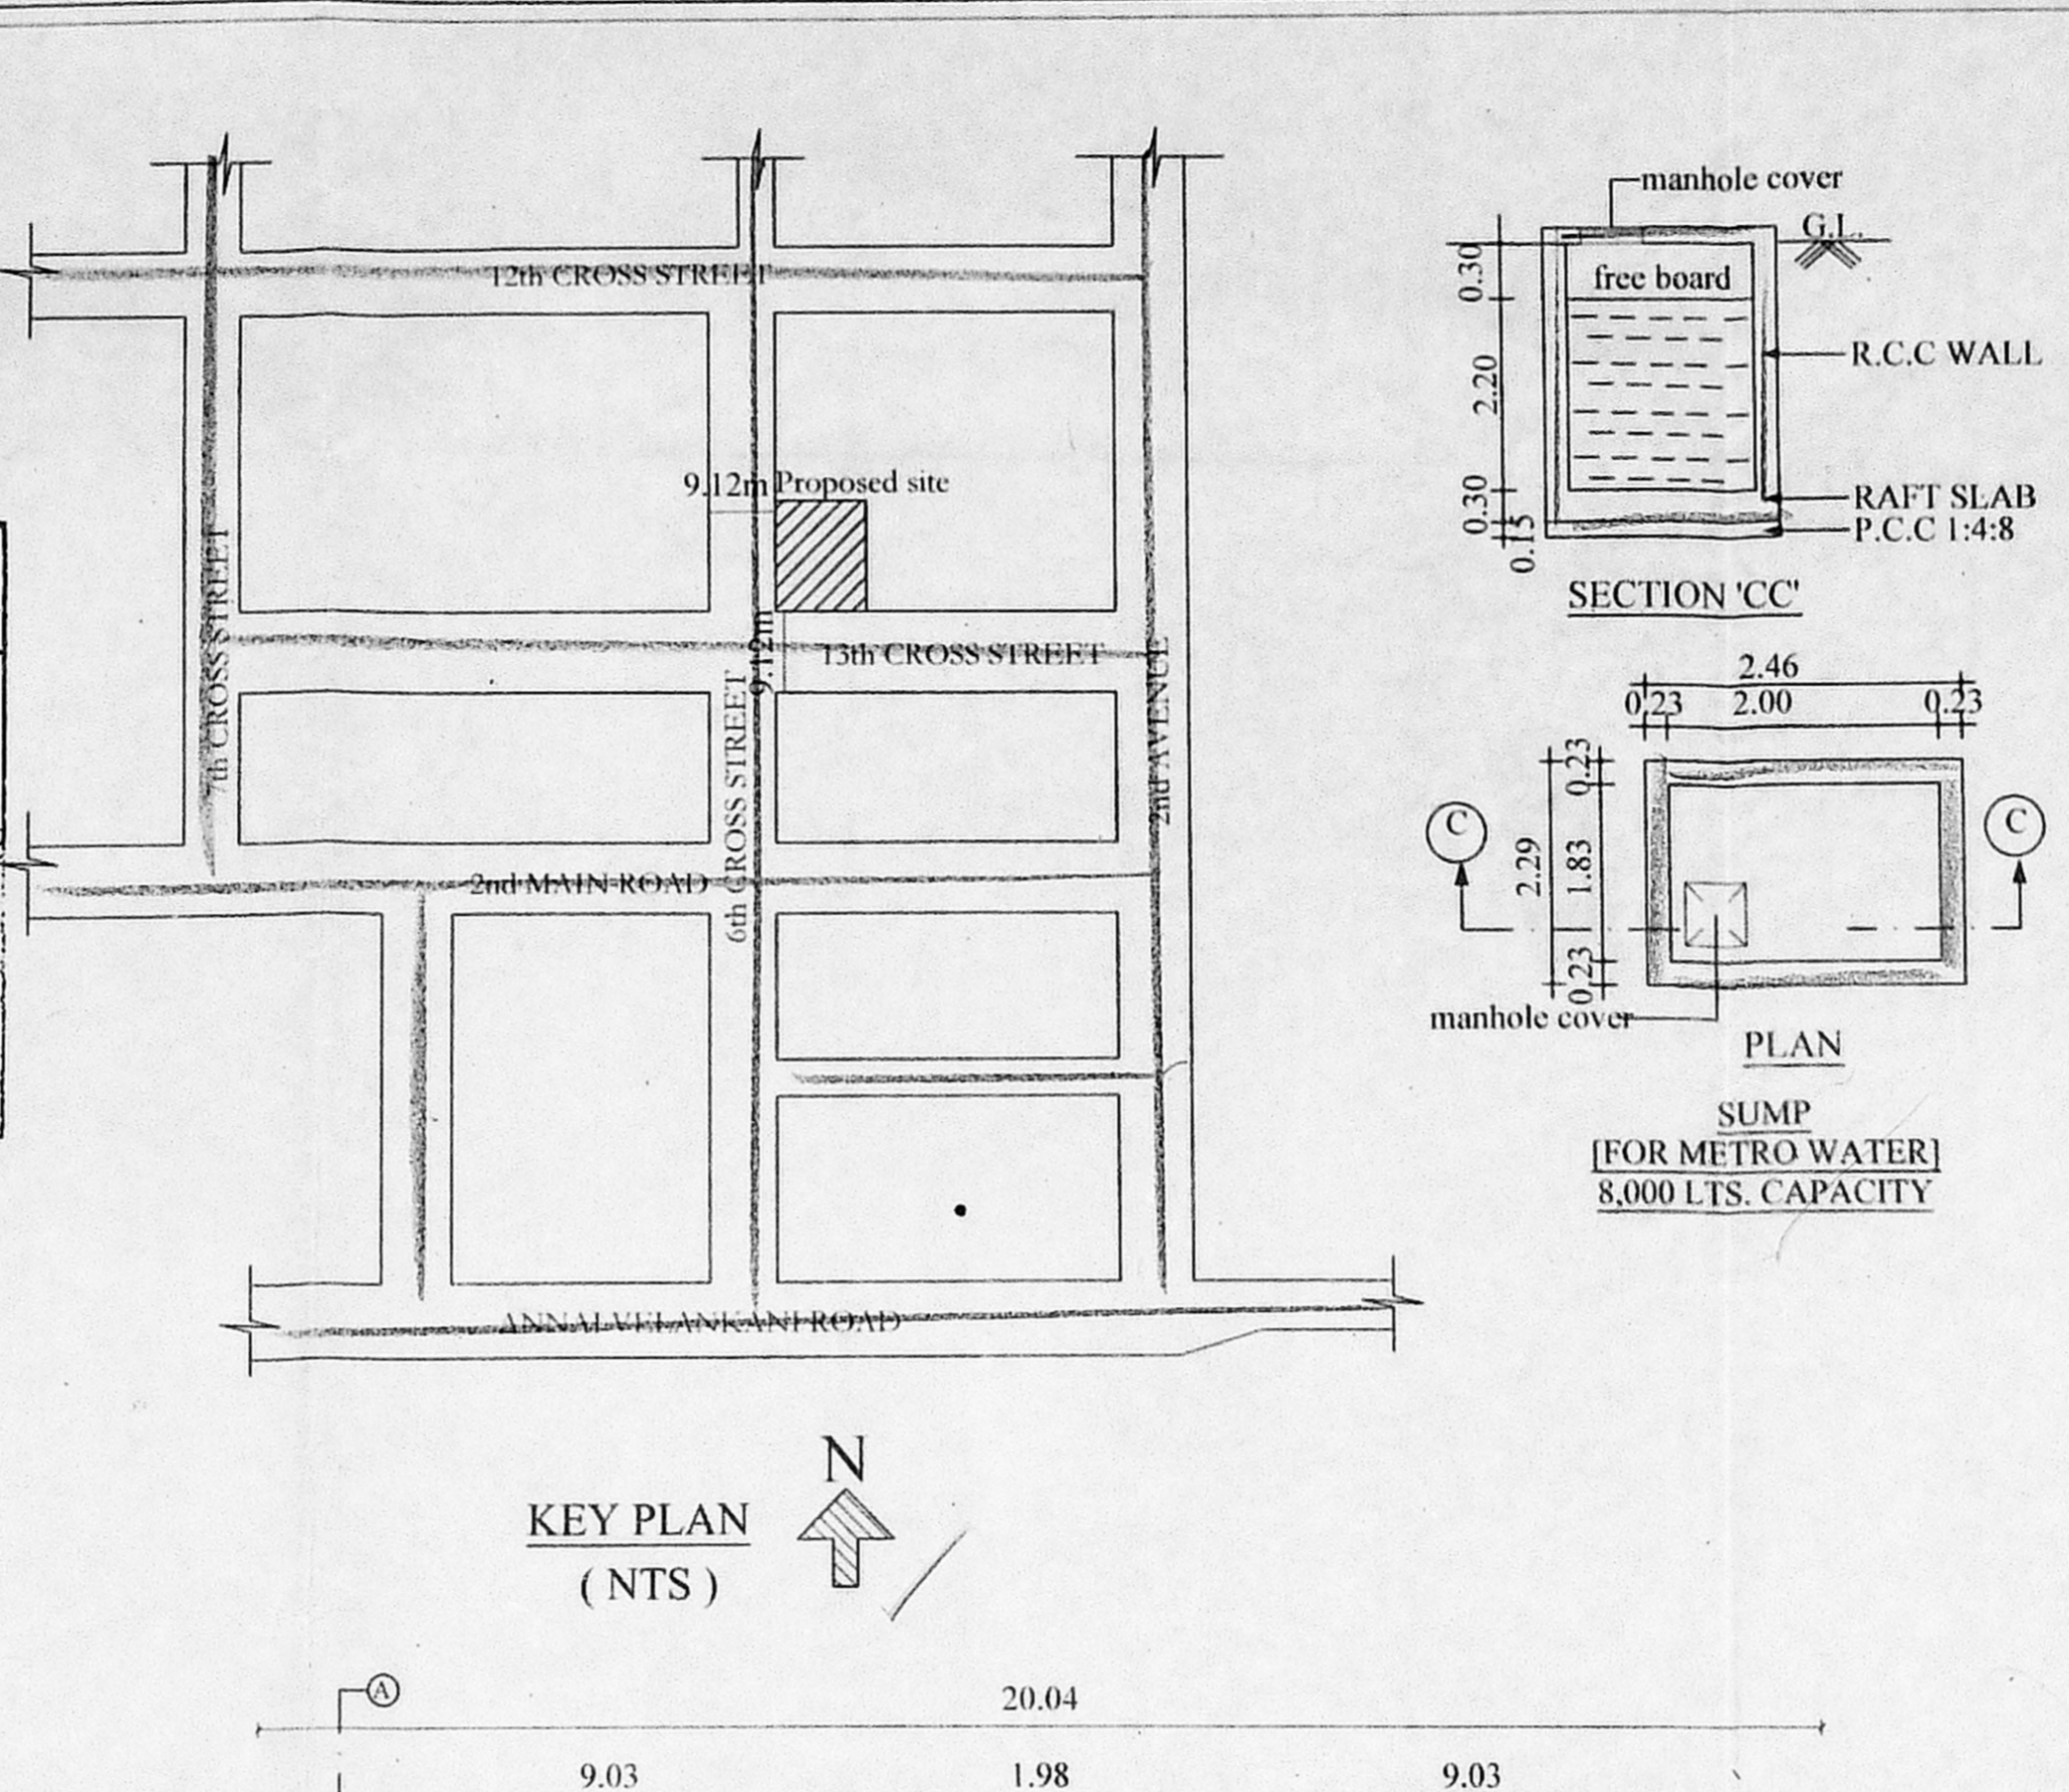 12th CROSS STREET
9.12m
Proposed site
7th CROSS STREET
9.12m
13th CROSS STREET
6th CROSS STREET
2nd AVENUE
2nd MAIN ROAD
ANNAI VELANKANI ROAD
KEY PLAN
( NTS )
N
manhole cover
G.L.
0.30
free board
2.20
R.C.C WALL
0.30
RAFT SLAB
0.15
P.C.C 1:4:8
SECTION 'CC'
2.46
0.23
2.00
0.23
0.23
2.29
1.83
0.23
C
C
manhole cover
PLAN
SUMP
[FOR METRO WATER]
8,000 LTS. CAPACITY
A
20.04
9.03
1.98
9.03